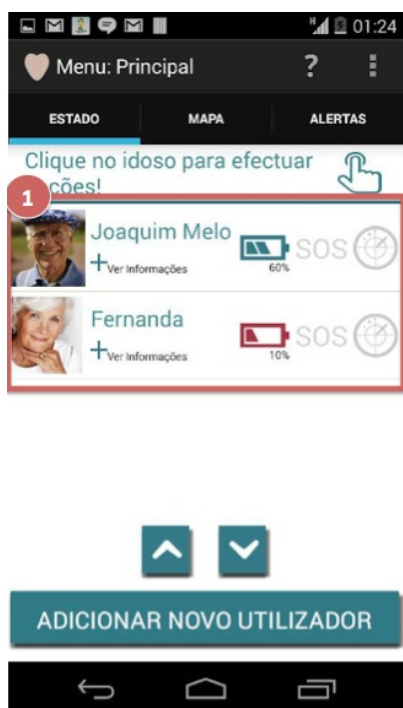 H 01:24
Menu: Principal ?
ESTADO MAPA ALERTAS
Clique no idoso para efectuar
ções!
1
Joaquim Melo SOS
+ Ver Informações 60%
Fernanda SOS
+ Ver Informações 10%
ADICIONAR NOVO UTILIZADOR